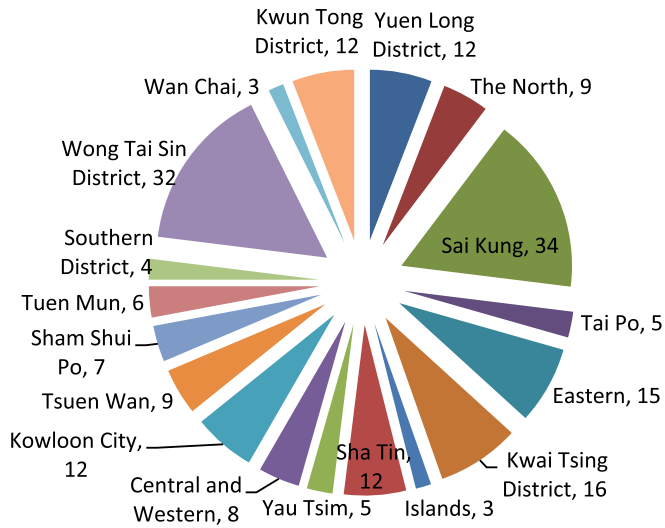 Kwun Tong
District, 12
Yuen Long
District, 12
The North, 9
Sai Kung, 34
Tai Po, 5
Eastern, 15
Kwai Tsing
District, 16
Islands, 3
Sha Tin,
12
Yau Tsim, 5
Central and
Western, 8
Kowloon City,
12
Tsuen Wan, 9
Sham Shui
Po, 7
Tuen Mun, 6
Southern
District, 4
Wong Tai Sin
District, 32
Wan Chai, 3